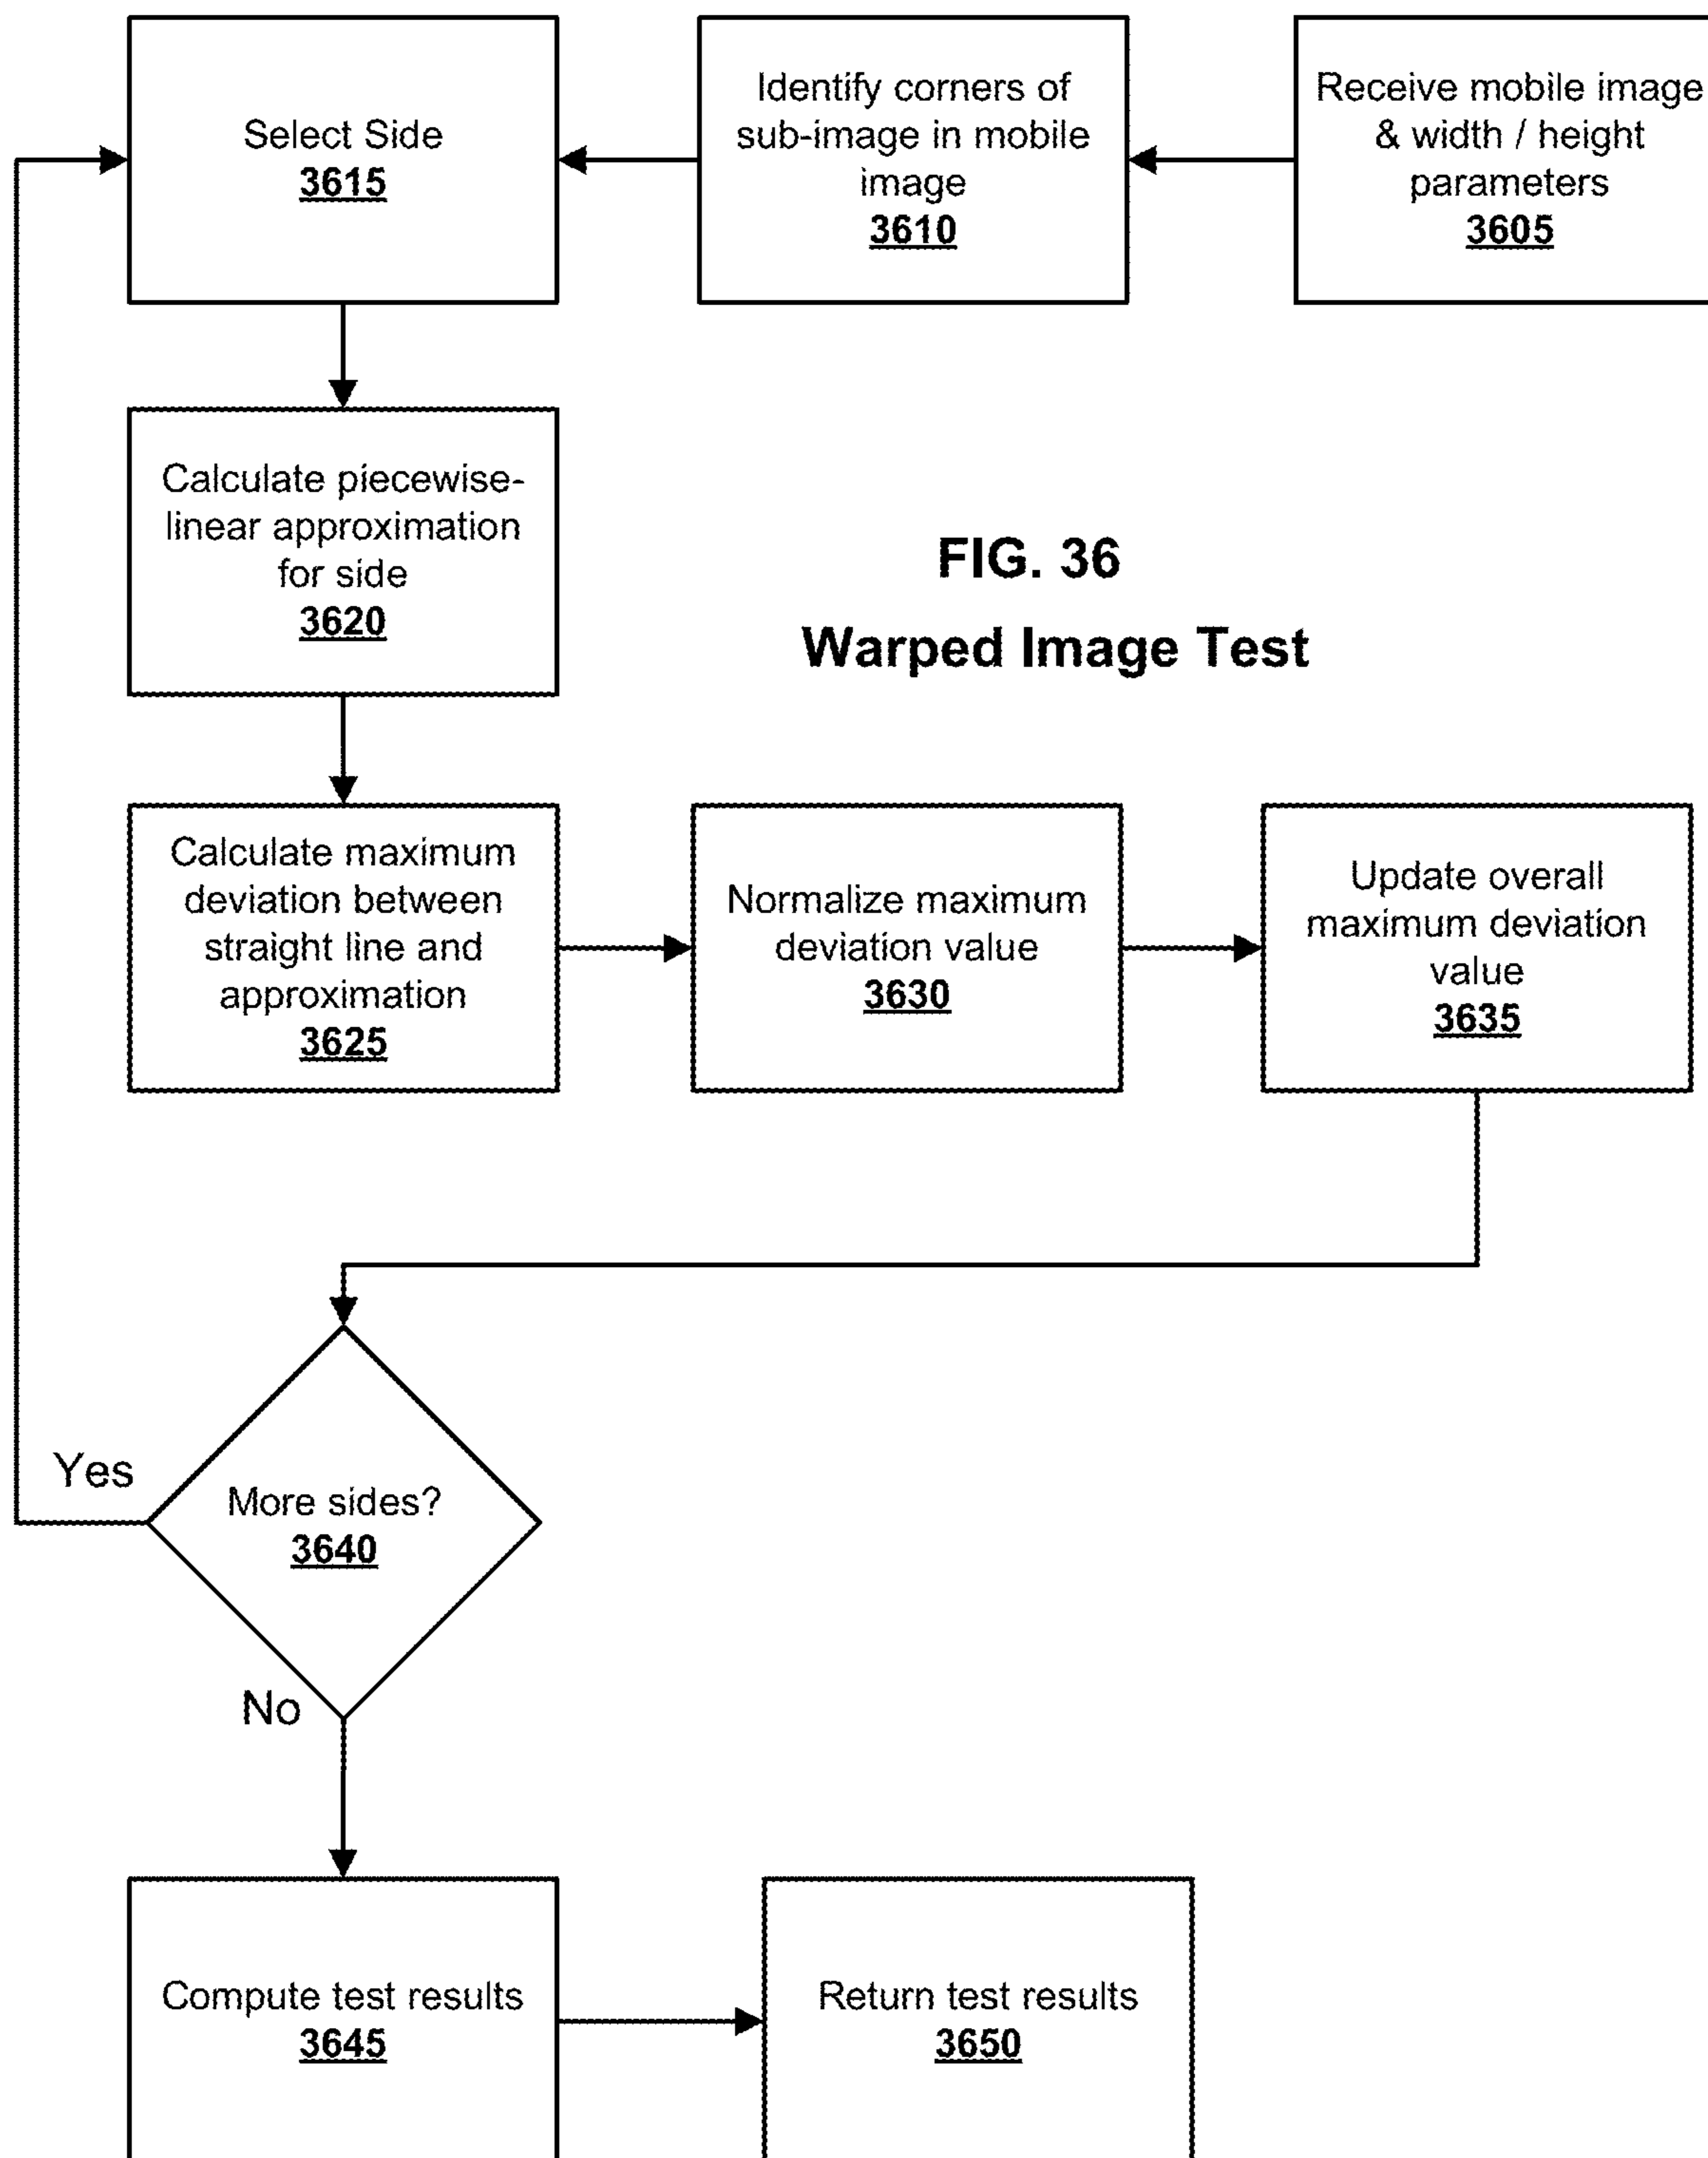 Receive mobile image
& width / height
parameters
3605
Identify corners of
sub-image in mobile
image
3610
Select Side
3615
Calculate piecewise-
linear approximation
for side
3620
FIG. 36
Warped Image Test
Calculate maximum
deviation between
straight line and
approximation
3625
Normalize maximum
deviation value
3630
Update overall
maximum deviation
value
3635
More sides?
3640
Yes
No
Compute test results
3645
Return test results
3650